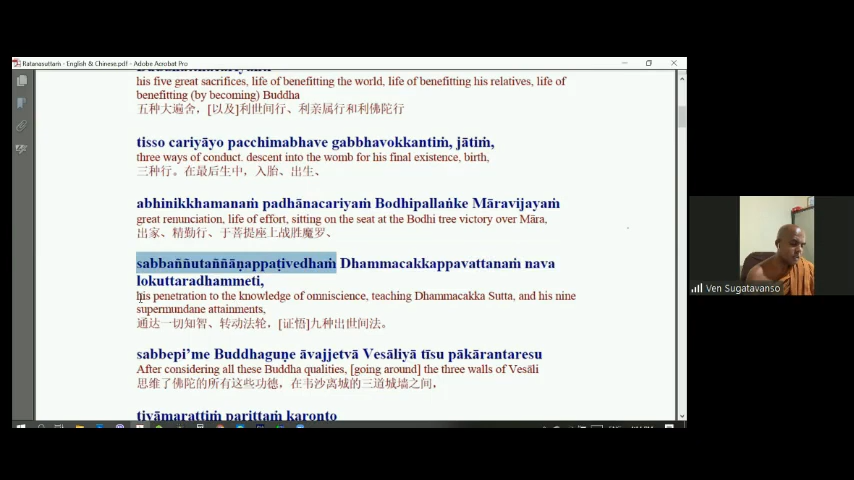 Ratanasuttaṁ - English & Chinese.pdf - Adobe Acrobat Pro
his five great sacrifices, life of benefitting the world, life of benefitting his relatives, life of
benefitting (by becoming) Buddha
五种大遍舍，[以及]利世间行、利亲属行和利佛陀行
tisso cariyāyo pacchimabhave gabbhavokkantiṁ, jātiṁ,
three ways of conduct. descent into the womb for his final existence, birth,
三种行。在最后生中，入胎、出生、
abhinikkhamanaṁ padhānacariyaṁ Bodhipallaṅke Māravijayaṁ
great renunciation, life of effort, sitting on the seat at the Bodhi tree victory over Māra,
出家、精勤行、于菩提座上战胜魔罗、
sabbaññutaññāṇappaṭivedhaṁ Dhammacakkappavattanaṁ nava
lokuttaradhammeti,
his penetration to the knowledge of omniscience, teaching Dhammacakka Sutta, and his nine
supermundane attainments,
通达一切知智、转动法轮，[证悟]九种出世间法。
sabbepi'me Buddhaguṇe āvajjetvā Vesāliyā tīsu pākārantaresu
After considering all these Buddha qualities, [going around] the three walls of Vesāli
思维了佛陀的所有这些功德，在韦沙离城的三道城墙之间，
tiyāmarattiṁ parittaṁ karonto
Ven Sugatavanso